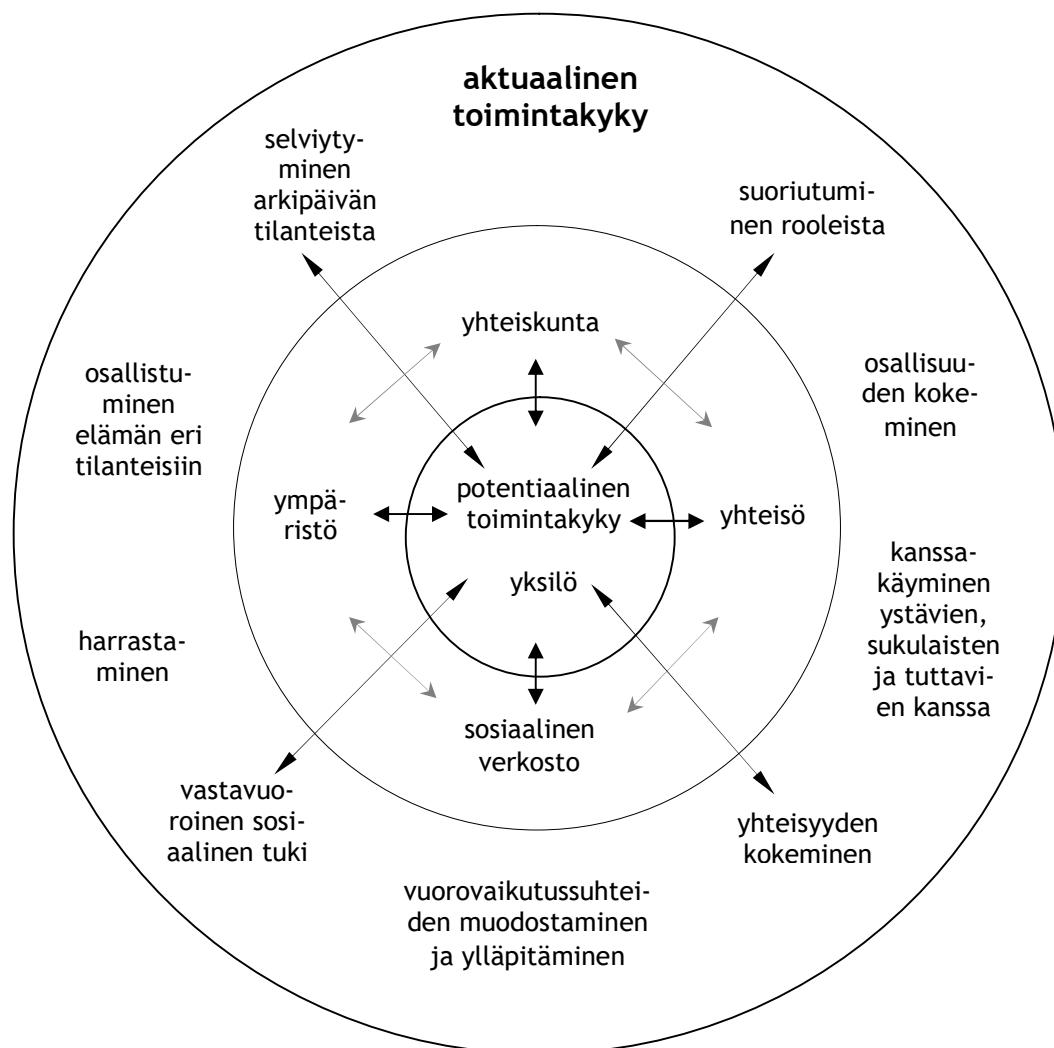 aktuaalinen
toimintakyky
selviyty-
minen
arkipäivän
tilanteista
suoriutumi-
nen rooleista
yhteiskunta
osallistu-
minen
elämän eri
tilanteisiin
osallisuu-
den koke-
minen
ympä-
ristö
potentiaalinen
toimintakyky
yhteisö
yksilö
kanssa-
käyminen
ystävien,
sukulaisten
ja tuttavi-
en kanssa
harrasta-
minen
sosiaalinen
verkosto
vastavuo-
roinen sosi-
aalinen tuki
yhteisyyden
kokeminen
vuorovaikutussuhtei-
den muodostaminen
ja ylläpitäminen